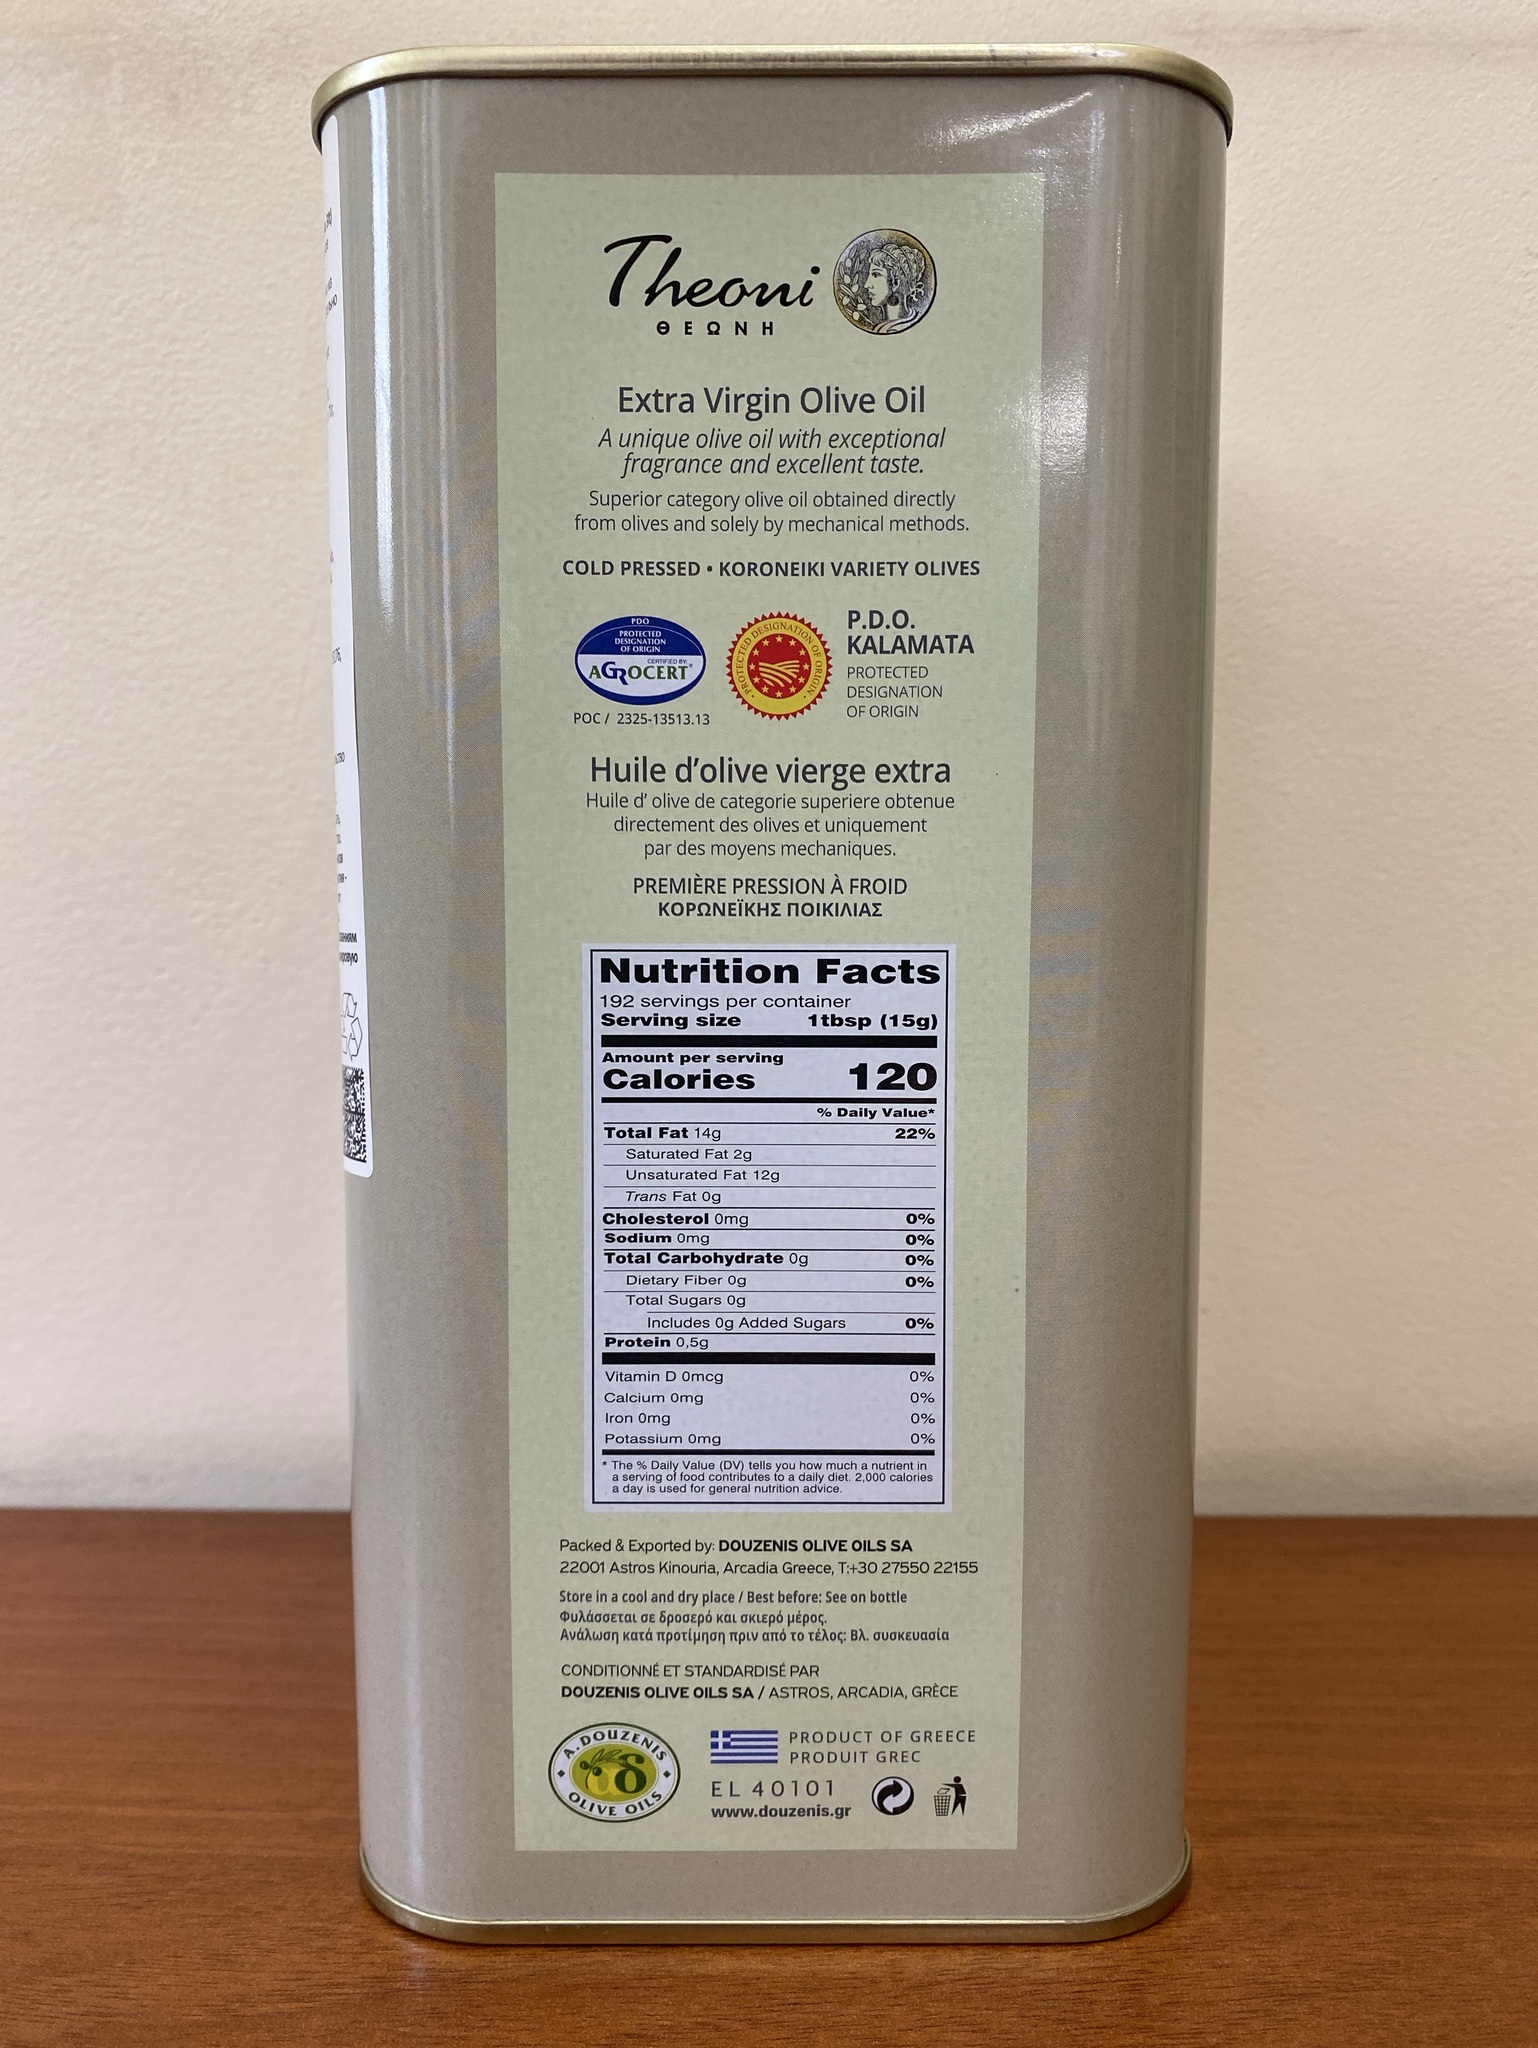 Theoni
ΘΕΩΝΗ
Extra Virgin Olive Oil
A unique olive oil with exceptional
fragrance and excellent taste.
Superior category olive oil obtained directly
from olives and solely by mechanical methods.
COLD PRESSED • KORONEIKI VARIETY OLIVES
PDO
PROTECTED
DESIGNATION
OF ORIGIN
CERTIFIED BY:
AGROCERT®
POC / 2325-13513.13
PROTECTED DESIGNATION OF ORIGIN
P.D.O.
KALAMATA
PROTECTED
DESIGNATION
OF ORIGIN
Huile d'olive vierge extra
Huile d' olive de categorie superiere obtenue
directement des olives et uniquement
par des moyens mechaniques.
PREMIÈRE PRESSION À FROID
ΚΟΡΩΝΕΪΚΗΣ ΠΟΙΚΙΛΙΑΣ
Nutrition Facts
192 servings per container
Serving size 1tbsp (15g)
Amount per serving
Calories 120
% Daily Value*
Total Fat 14g 22%
Saturated Fat 2g
Unsaturated Fat 12g
Trans Fat 0g
Cholesterol 0mg 0%
Sodium 0mg 0%
Total Carbohydrate 0g 0%
Dietary Fiber 0g 0%
Total Sugars 0g
Includes 0g Added Sugars 0%
Protein 0,5g
Vitamin D 0mcg 0%
Calcium 0mg 0%
Iron 0mg 0%
Potassium 0mg 0%
* The % Daily Value (DV) tells you how much a nutrient in
a serving of food contributes to a daily diet. 2,000 calories
a day is used for general nutrition advice.
Packed & Exported by: DOUZENIS OLIVE OILS SA
22001 Astros Kinouria, Arcadia Greece, T:+30 27550 22155
Store in a cool and dry place / Best before: See on bottle
Φυλάσσεται σε δροσερό και σκιερό μέρος.
Ανάλωση κατά προτίμηση πριν από το τέλος: Βλ. συσκευασία
CONDITIONNÉ ET STANDARDISÉ PAR
DOUZENIS OLIVE OILS SA / ASTROS, ARCADIA, GRÈCE
A. DOUZENIS
OLIVE OILS
PRODUCT OF GREECE
PRODUIT GREC
EL 40101
www.douzenis.gr